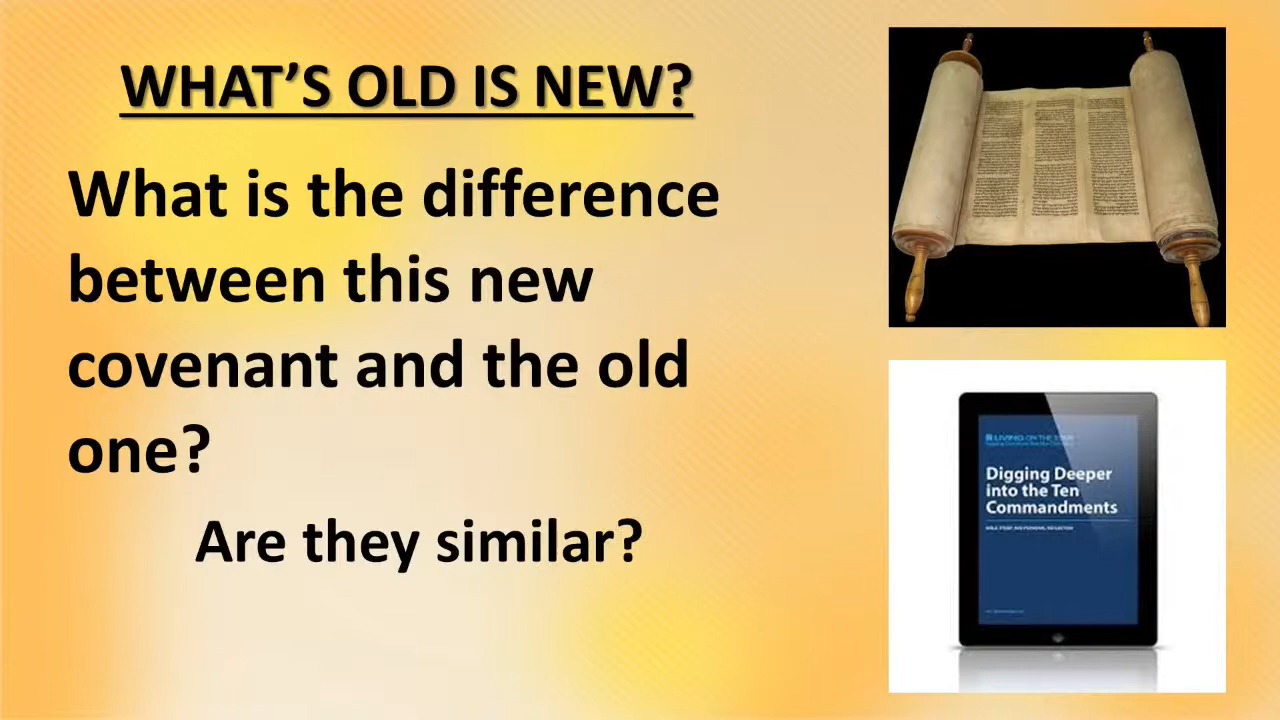 WHAT’S OLD IS NEW?
What is the difference
between this new
covenant and the old
one?
Are they similar?
LIVING ON THE EDGE
Digging Deeper
into the Ten
Commandments